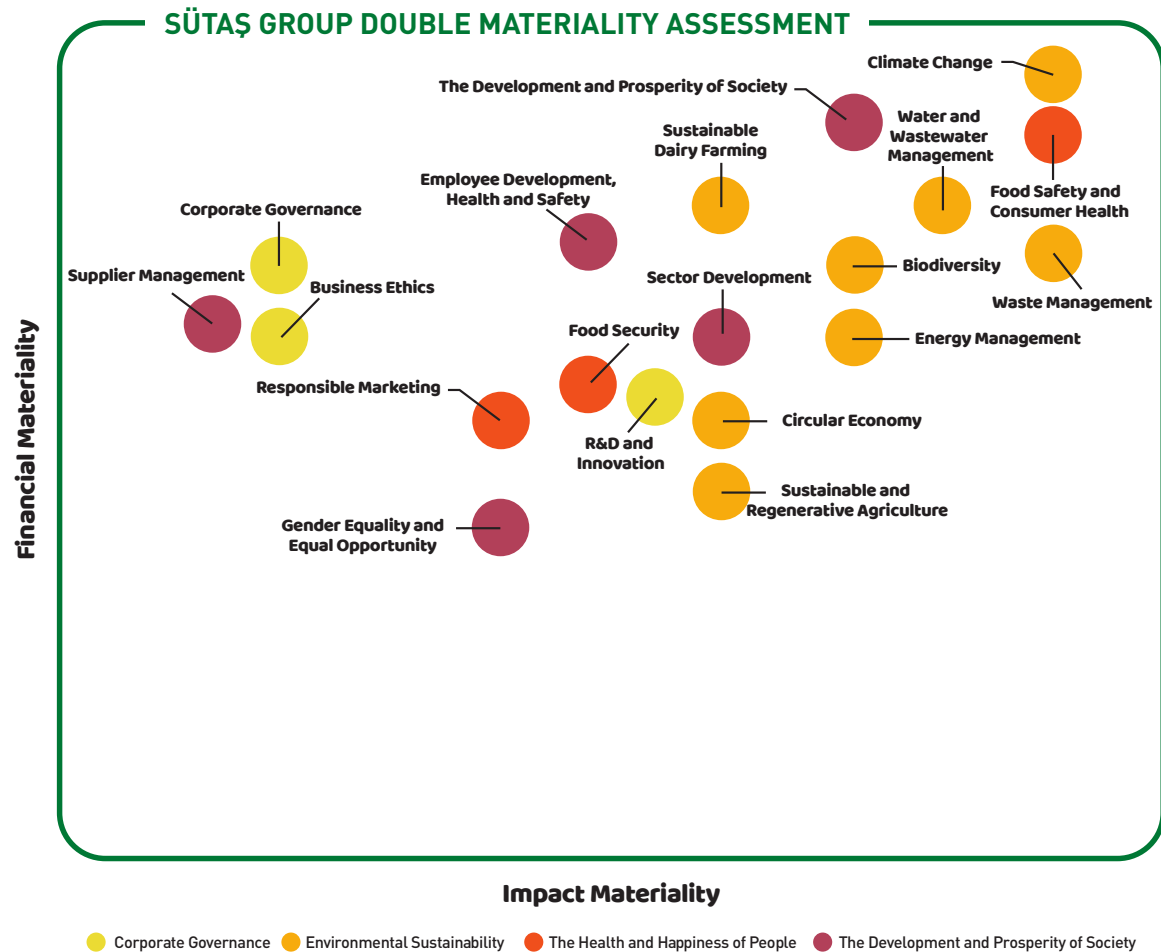 SÜTAŞ GROUP DOUBLE MATERIALITY ASSESSMENT
Climate Change
The Development and Prosperity of Society
Water and
Wastewater
Management
Sustainable
Dairy Farming
Employee Development,
Health and Safety
Food Safety and
Consumer Health
Corporate Governance
Supplier Management
Business Ethics
Sector Development
Biodiversity
Waste Management
Food Security
Energy Management
Responsible Marketing
R&D and
Innovation
Circular Economy
Sustainable and
Regenerative Agriculture
Gender Equality and
Equal Opportunity
Financial Materiality
Impact Materiality
Corporate Governance
Environmental Sustainability
The Health and Happiness of People
The Development and Prosperity of Society